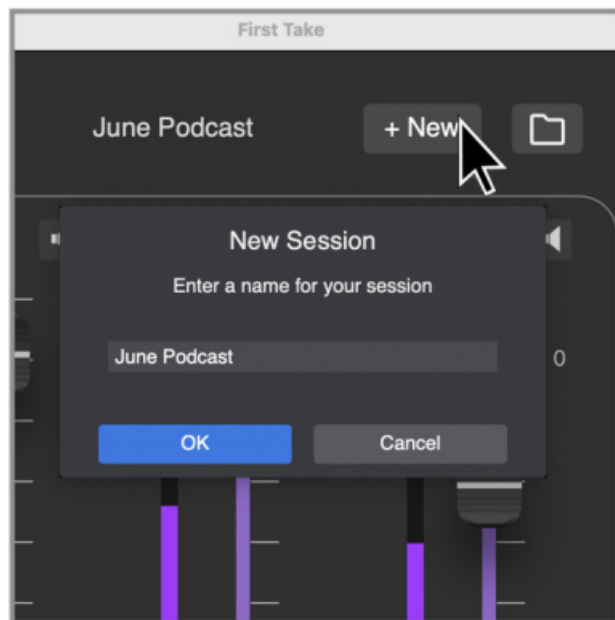 First Take
June Podcast
+ New
New Session
Enter a name for your session
June Podcast
0
OK
Cancel